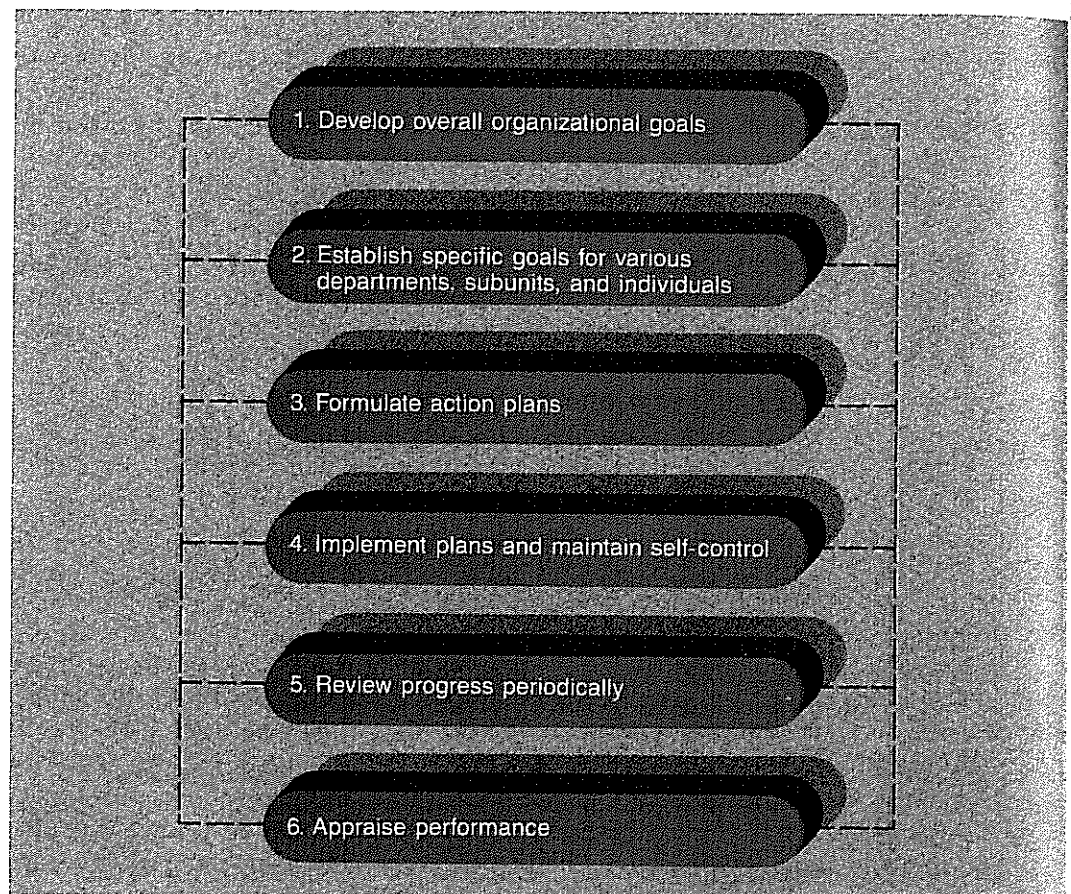 1. Develop overall organizational goals
2. Establish specific goals for various
departments, subunits, and individuals
3. Formulate action plans
4. Implement plans and maintain self-control
5. Review progress periodically
6. Appraise performance